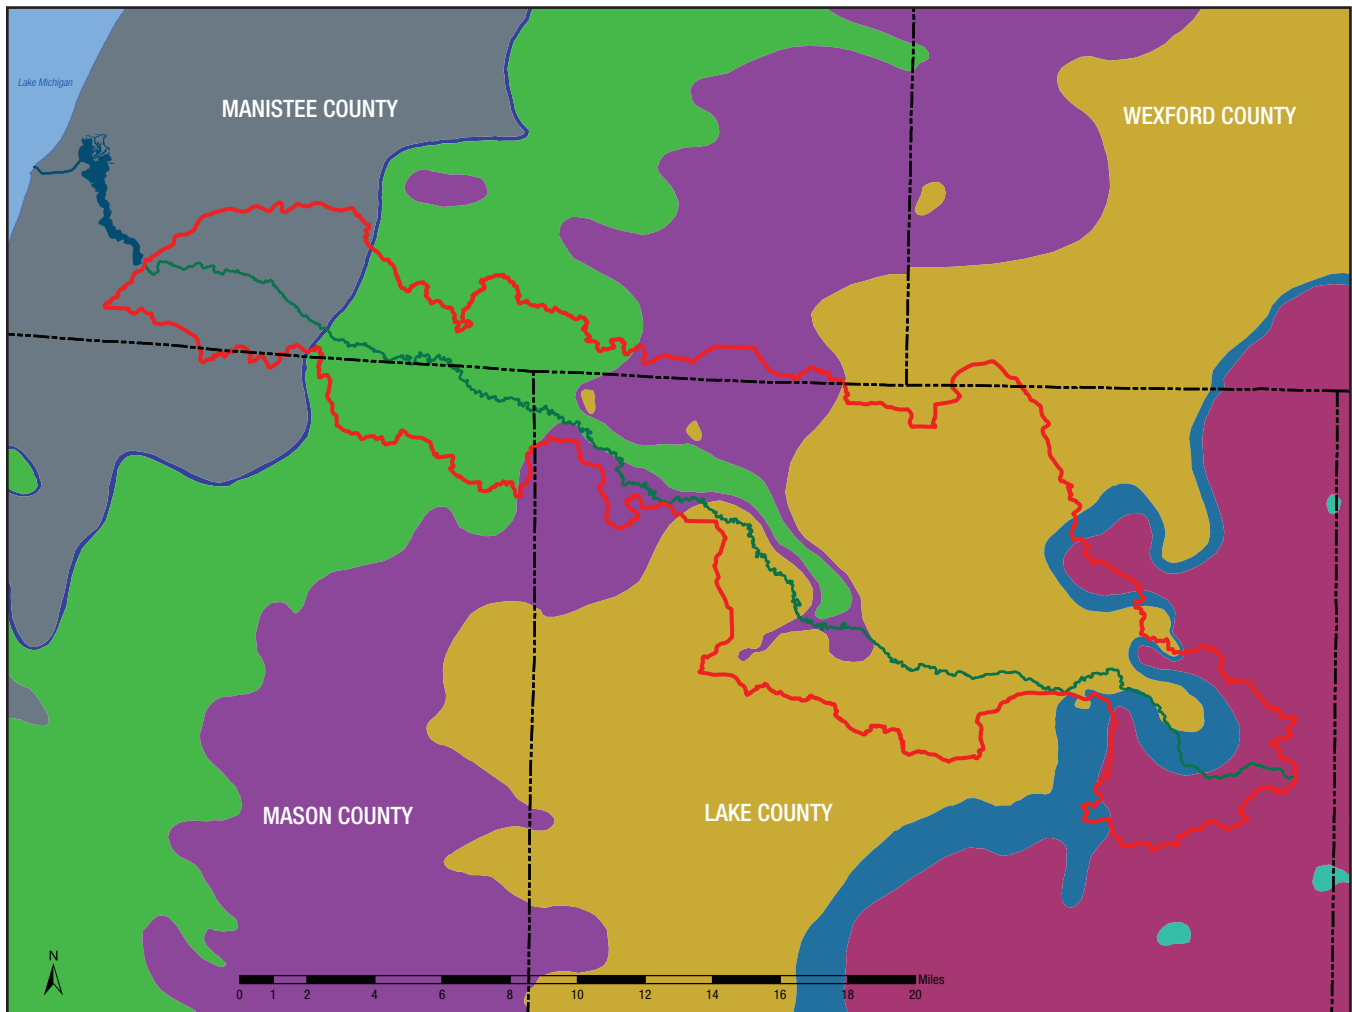 Lake Michigan
MANISTEE COUNTY
WEXFORD COUNTY
MASON COUNTY
LAKE COUNTY
N
Miles
0 1 2 4 6 8 10 12 14 16 18 20